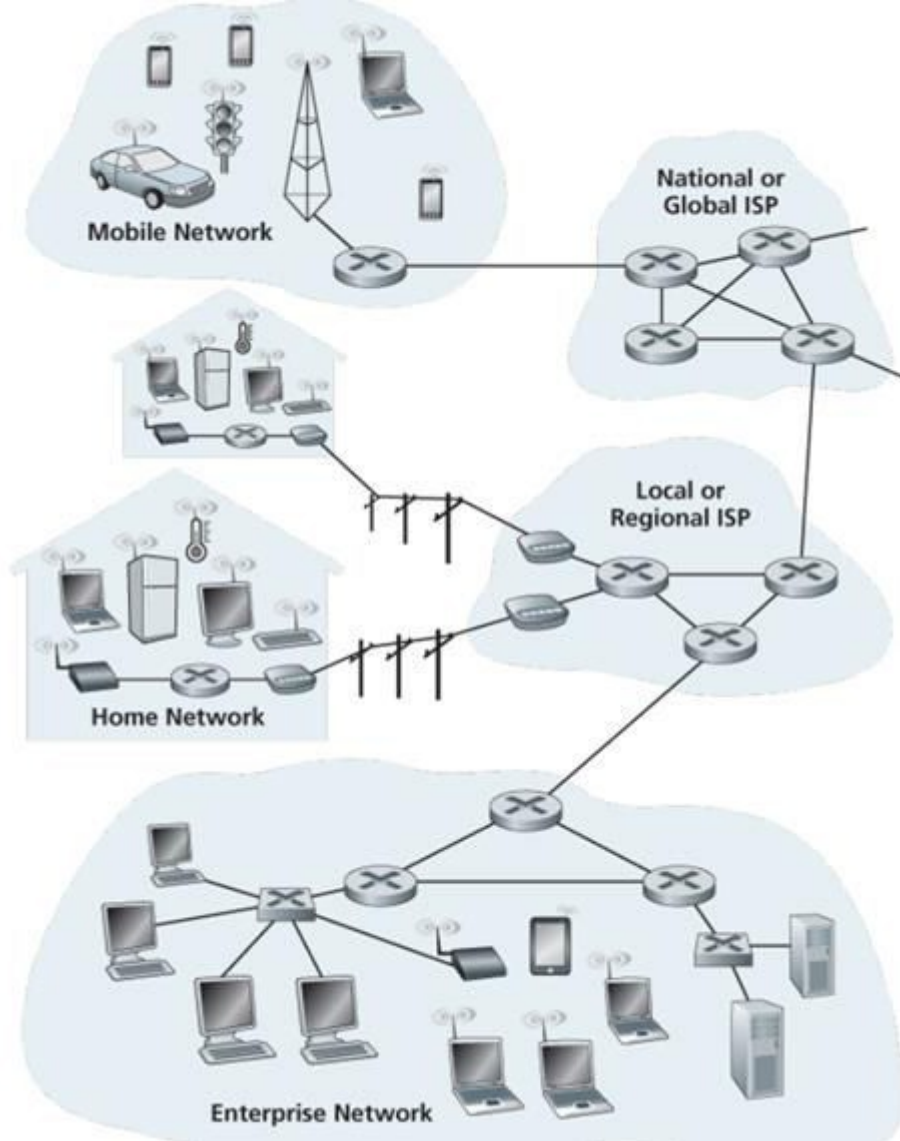 Mobile Network
National or
Global ISP
Local or
Regional ISP
Home Network
Enterprise Network